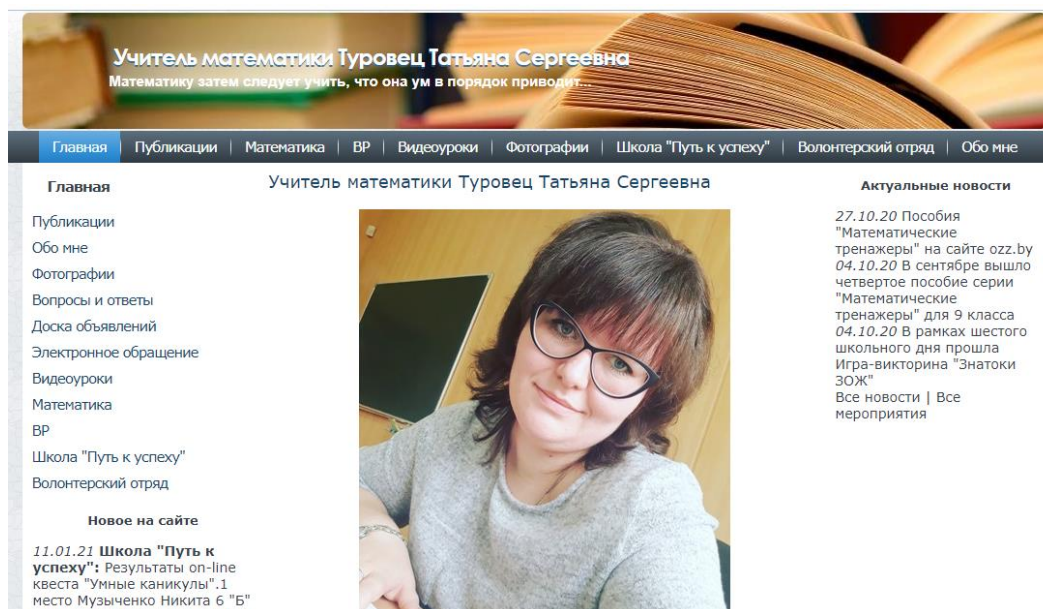 Учитель математики Туровец Татьяна Сергеевна
Математику затем следует учить, что она ум в порядок приводит...
Главная | Публикации | Математика | ВР | Видеоуроки | Фотографии | Школа "Путь к успеху" | Волонтерский отряд | Обо мне
Главная
Публикации
Обо мне
Фотографии
Вопросы и ответы
Доска объявлений
Электронное обращение
Видеоуроки
Математика
ВР
Школа "Путь к успеху"
Волонтерский отряд
Новое на сайте
11.01.21 Школа "Путь к
успеху": Результаты on-line
квеста "Умные каникулы".1
место Музыченко Никита 6 "Б"
Учитель математики Туровец Татьяна Сергеевна
Актуальные новости
27.10.20 Пособия
"Математические
тренажеры" на сайте ozz.by
04.10.20 В сентябре вышло
четвертое пособие серии
"Математические
тренажеры" для 9 класса
04.10.20 В рамках шестого
школьного дня прошла
Игра-викторина "Знатоки
ЗОЖ"
Все новости | Все
мероприятия